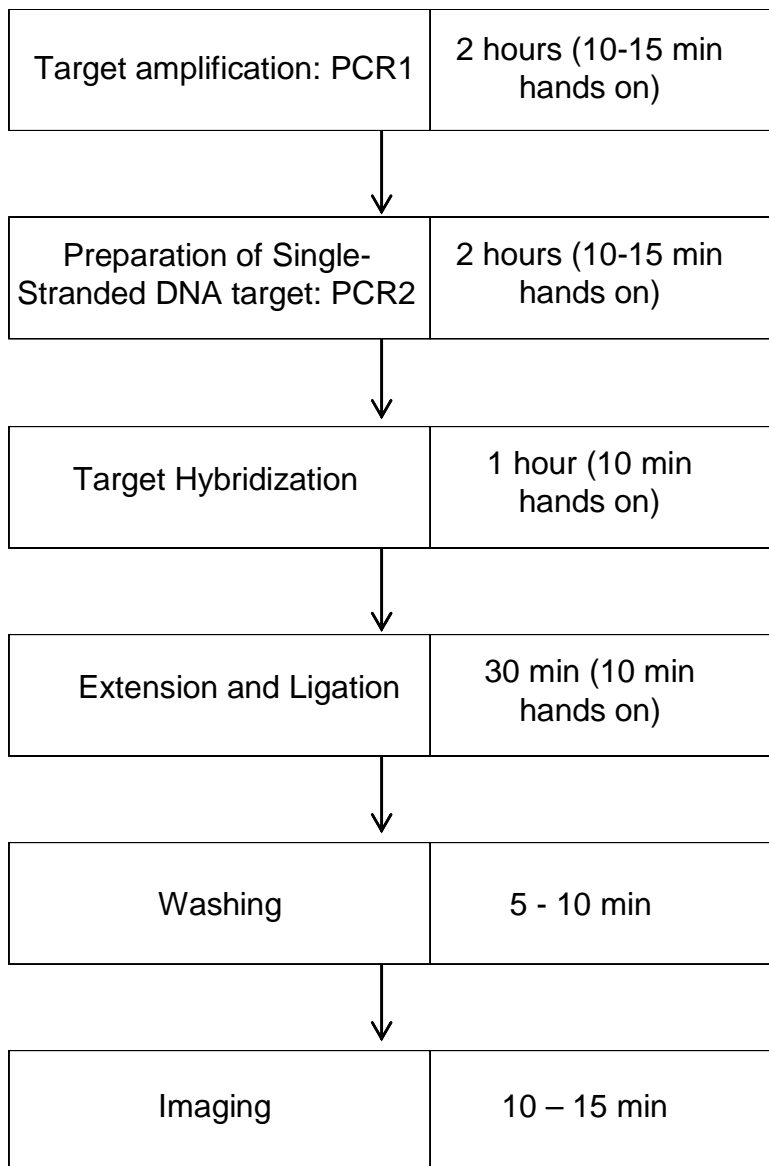 Target amplification: PCR1
2 hours (10-15 min
hands on)
Preparation of Single-
Stranded DNA target: PCR2
2 hours (10-15 min
hands on)
Target Hybridization
1 hour (10 min
hands on)
Extension and Ligation
30 min (10 min
hands on)
Washing
5 - 10 min
Imaging
10 – 15 min